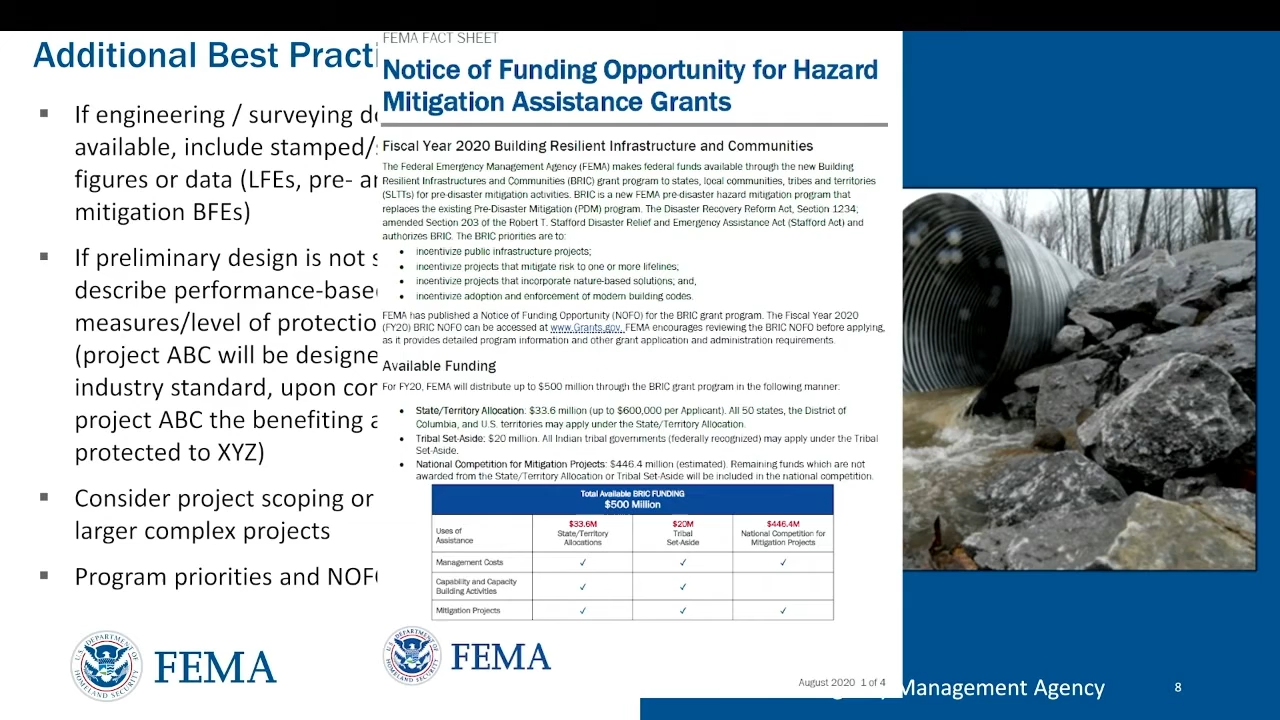 Additional Best Practi
▪ If engineering / surveying do
available, include stamped/s
figures or data (LFEs, pre- an
mitigation BFEs)
▪ If preliminary design is not s
describe performance-based
measures/level of protectio
(project ABC will be designe
industry standard, upon con
project ABC the benefiting a
protected to XYZ)
▪ Consider project scoping or
larger complex projects
▪ Program priorities and NOFO
FEMA
FEMA FACT SHEET
Notice of Funding Opportunity for Hazard
Mitigation Assistance Grants
Fiscal Year 2020 Building Resilient Infrastructure and Communities
The Federal Emergency Management Agency (FEMA) makes federal funds available through the new Building
Resilient Infrastructures and Communities (BRIC) grant program to states, local communities, tribes and territories
(SLTTs) for pre-disaster mitigation activities. BRIC is a new FEMA pre-disaster hazard mitigation program that
replaces the existing Pre-Disaster Mitigation (PDM) program. The Disaster Recovery Reform Act, Section 1234;
amended Section 203 of the Robert T. Stafford Disaster Relief and Emergency Assistance Act (Stafford Act) and
authorizes BRIC. The BRIC priorities are to:
• incentivize public infrastructure projects;
• incentivize projects that mitigate risk to one or more lifelines;
• incentivize projects that incorporate nature-based solutions; and,
• incentivize adoption and enforcement of modern building codes.
FEMA has published a Notice of Funding Opportunity (NOFO) for the BRIC grant program. The Fiscal Year 2020
(FY20) BRIC NOFO can be accessed at www.Grants.gov. FEMA encourages reviewing the BRIC NOFO before applying,
as it provides detailed program information and other grant application and administration requirements.
Available Funding
For FY20, FEMA will distribute up to $500 million through the BRIC grant program in the following manner:
• State/Territory Allocation: $33.6 million (up to $600,000 per Applicant). All 50 states, the District of
Columbia, and U.S. territories may apply under the State/Territory Allocation.
• Tribal Set-Aside: $20 million. All Indian tribal governments (federally recognized) may apply under the Tribal
Set-Aside.
• National Competition for Mitigation Projects: $446.4 million (estimated). Remaining funds which are not
awarded from the State/Territory Allocation or Tribal Set-Aside will be included in the national competition.
Total Available BRIC FUNDING
$500 Million
Uses of Assistance
$33.6M State/Territory Allocations
$20M Tribal Set-Aside
$446.4M National Competition for Mitigation Projects
Management Costs ✓ ✓ ✓
Capability and Capacity Building Activities ✓ ✓
Mitigation Projects ✓ ✓ ✓
FEMA
August 2020 1 of 4
Management Agency
8